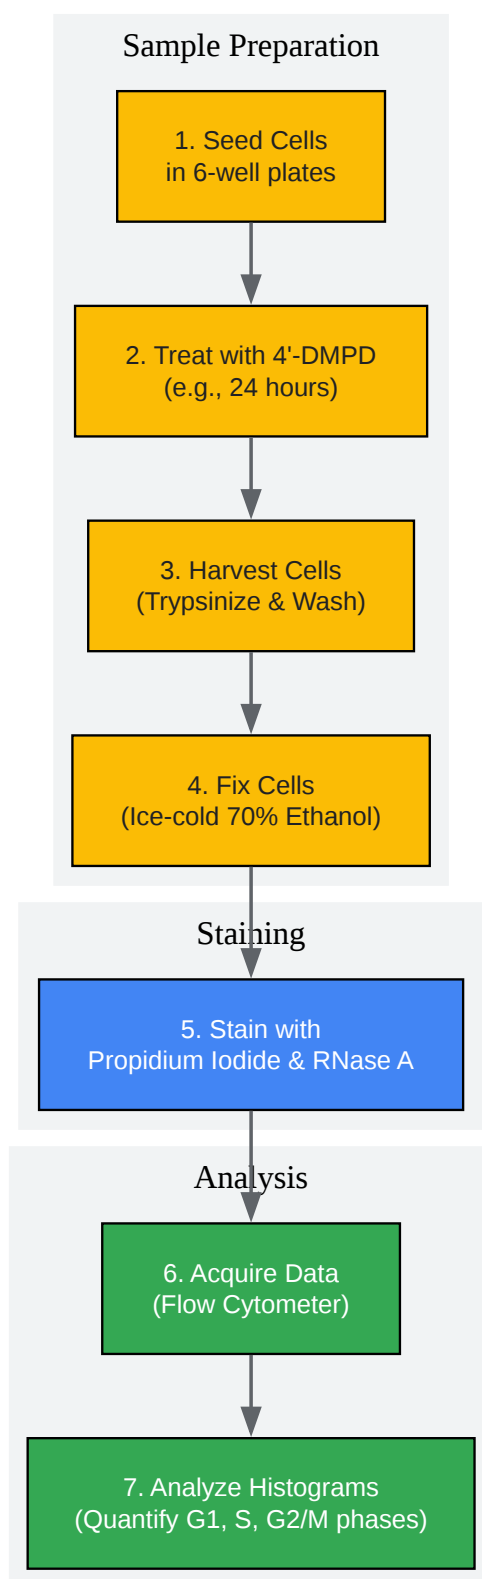 Sample Preparation
1. Seed Cells
in 6-well plates
2. Treat with 4'-DMPD
(e.g., 24 hours)
3. Harvest Cells
(Trypsinize & Wash)
4. Fix Cells
(Ice-cold 70% Ethanol)
Staining
5. Stain with
Propidium Iodide & RNase A
Analysis
6. Acquire Data
(Flow Cytometer)
7. Analyze Histograms
(Quantify G1, S, G2/M phases)